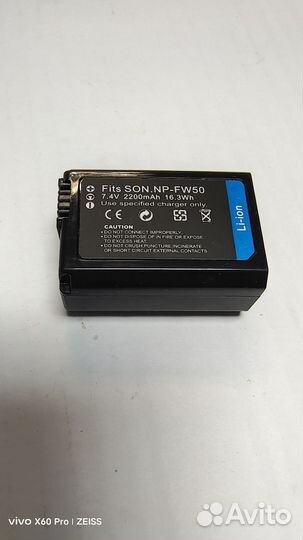 Fits SON.NP-FW50
7.4V 2200mAh 16.3Wh
Use specified charger only.
CAUTION
DO NOT CONNECT IMPROPERLY
DO NOT DISPOSE OF IN FIRE OR
TO EXCESSIVE HEAT
DO NOT CRUSH, PUNCTURE, INCINERATE
OR SHORT CIRCUIT EXTERNAL CONTACTS
Li-ion
vivo X60 Pro | ZEISS
Avito